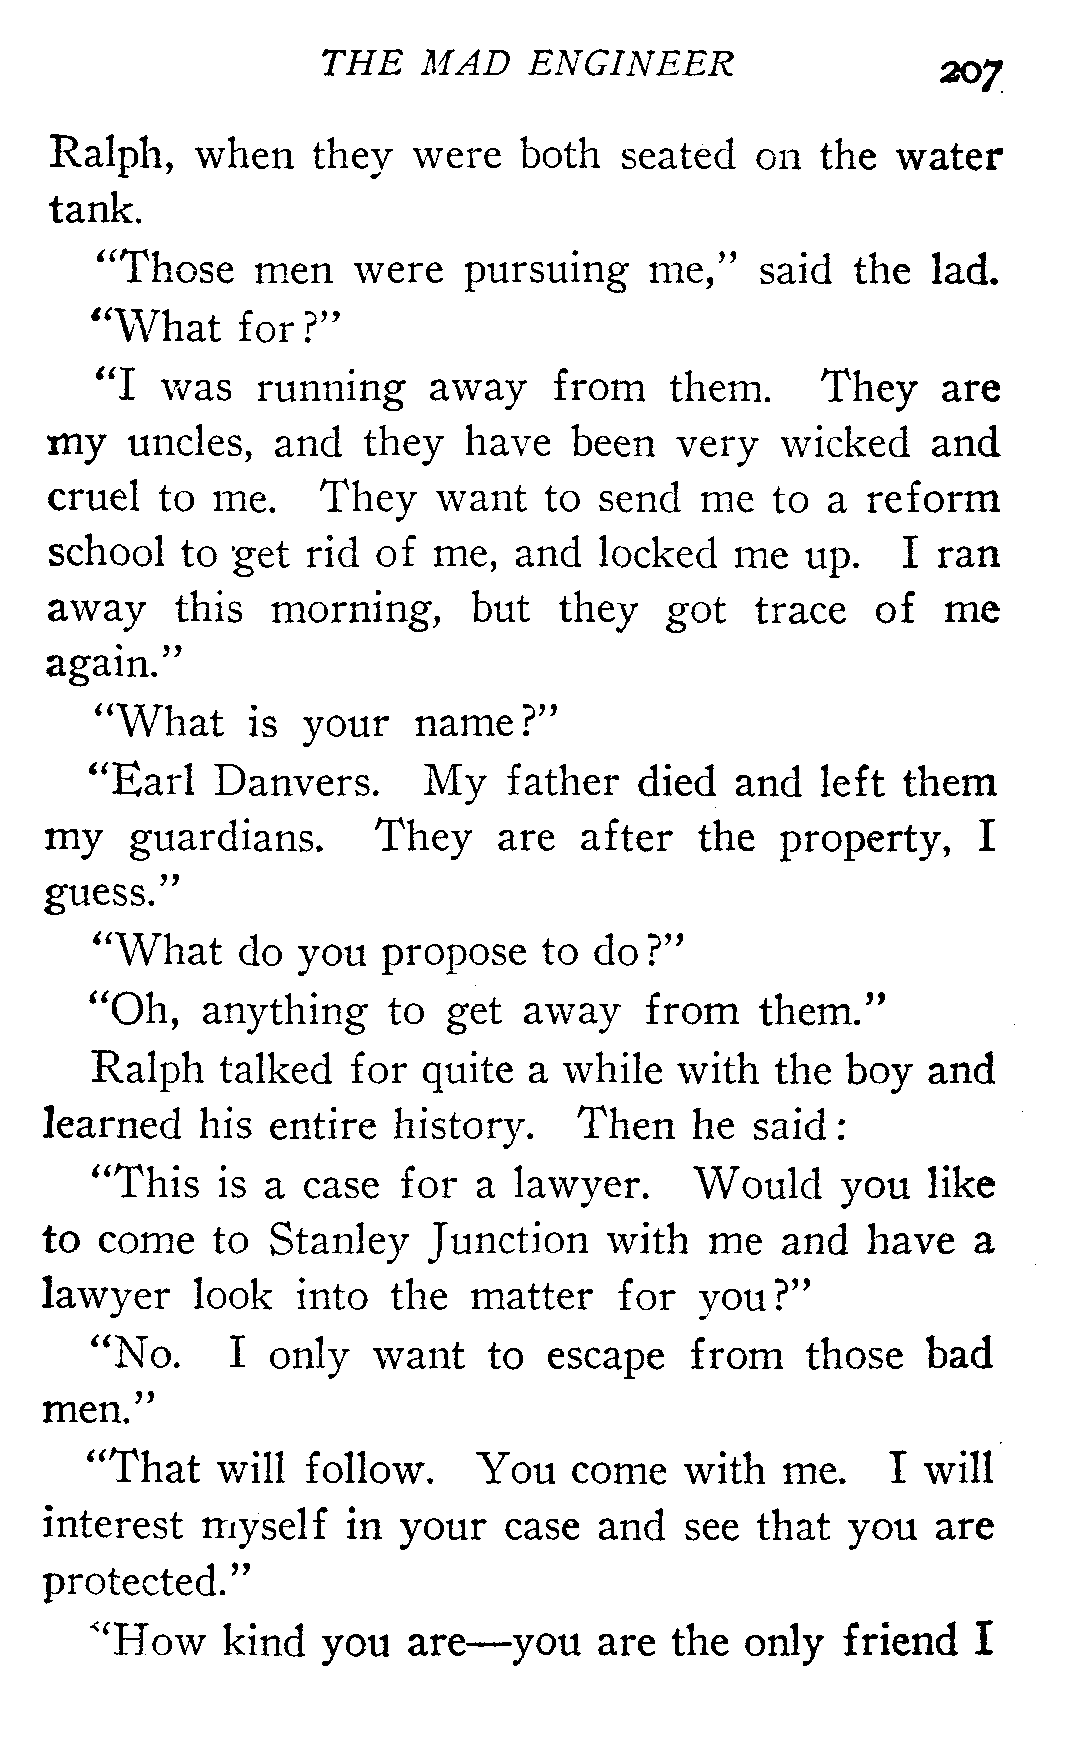 THE MAD ENGINEER 207
Ralph, when they were both seated on the water
tank.
“Those men were pursuing me,” said the lad.
“What for?”
“I was running away from them. They are
my uncles, and they have been very wicked and
cruel to me. They want to send me to a reform
school to get rid of me, and locked me up. I ran
away this morning, but they got trace of me
again.”
“What is your name?”
“Earl Danvers. My father died and left them
my guardians. They are after the property, I
guess.”
“What do you propose to do?”
“Oh, anything to get away from them.”
Ralph talked for quite a while with the boy and
learned his entire history. Then he said:
“This is a case for a lawyer. Would you like
to come to Stanley Junction with me and have a
lawyer look into the matter for you?”
“No. I only want to escape from those bad
men.”
“That will follow. You come with me. I will
interest myself in your case and see that you are
protected.”
“How kind you are—you are the only friend I